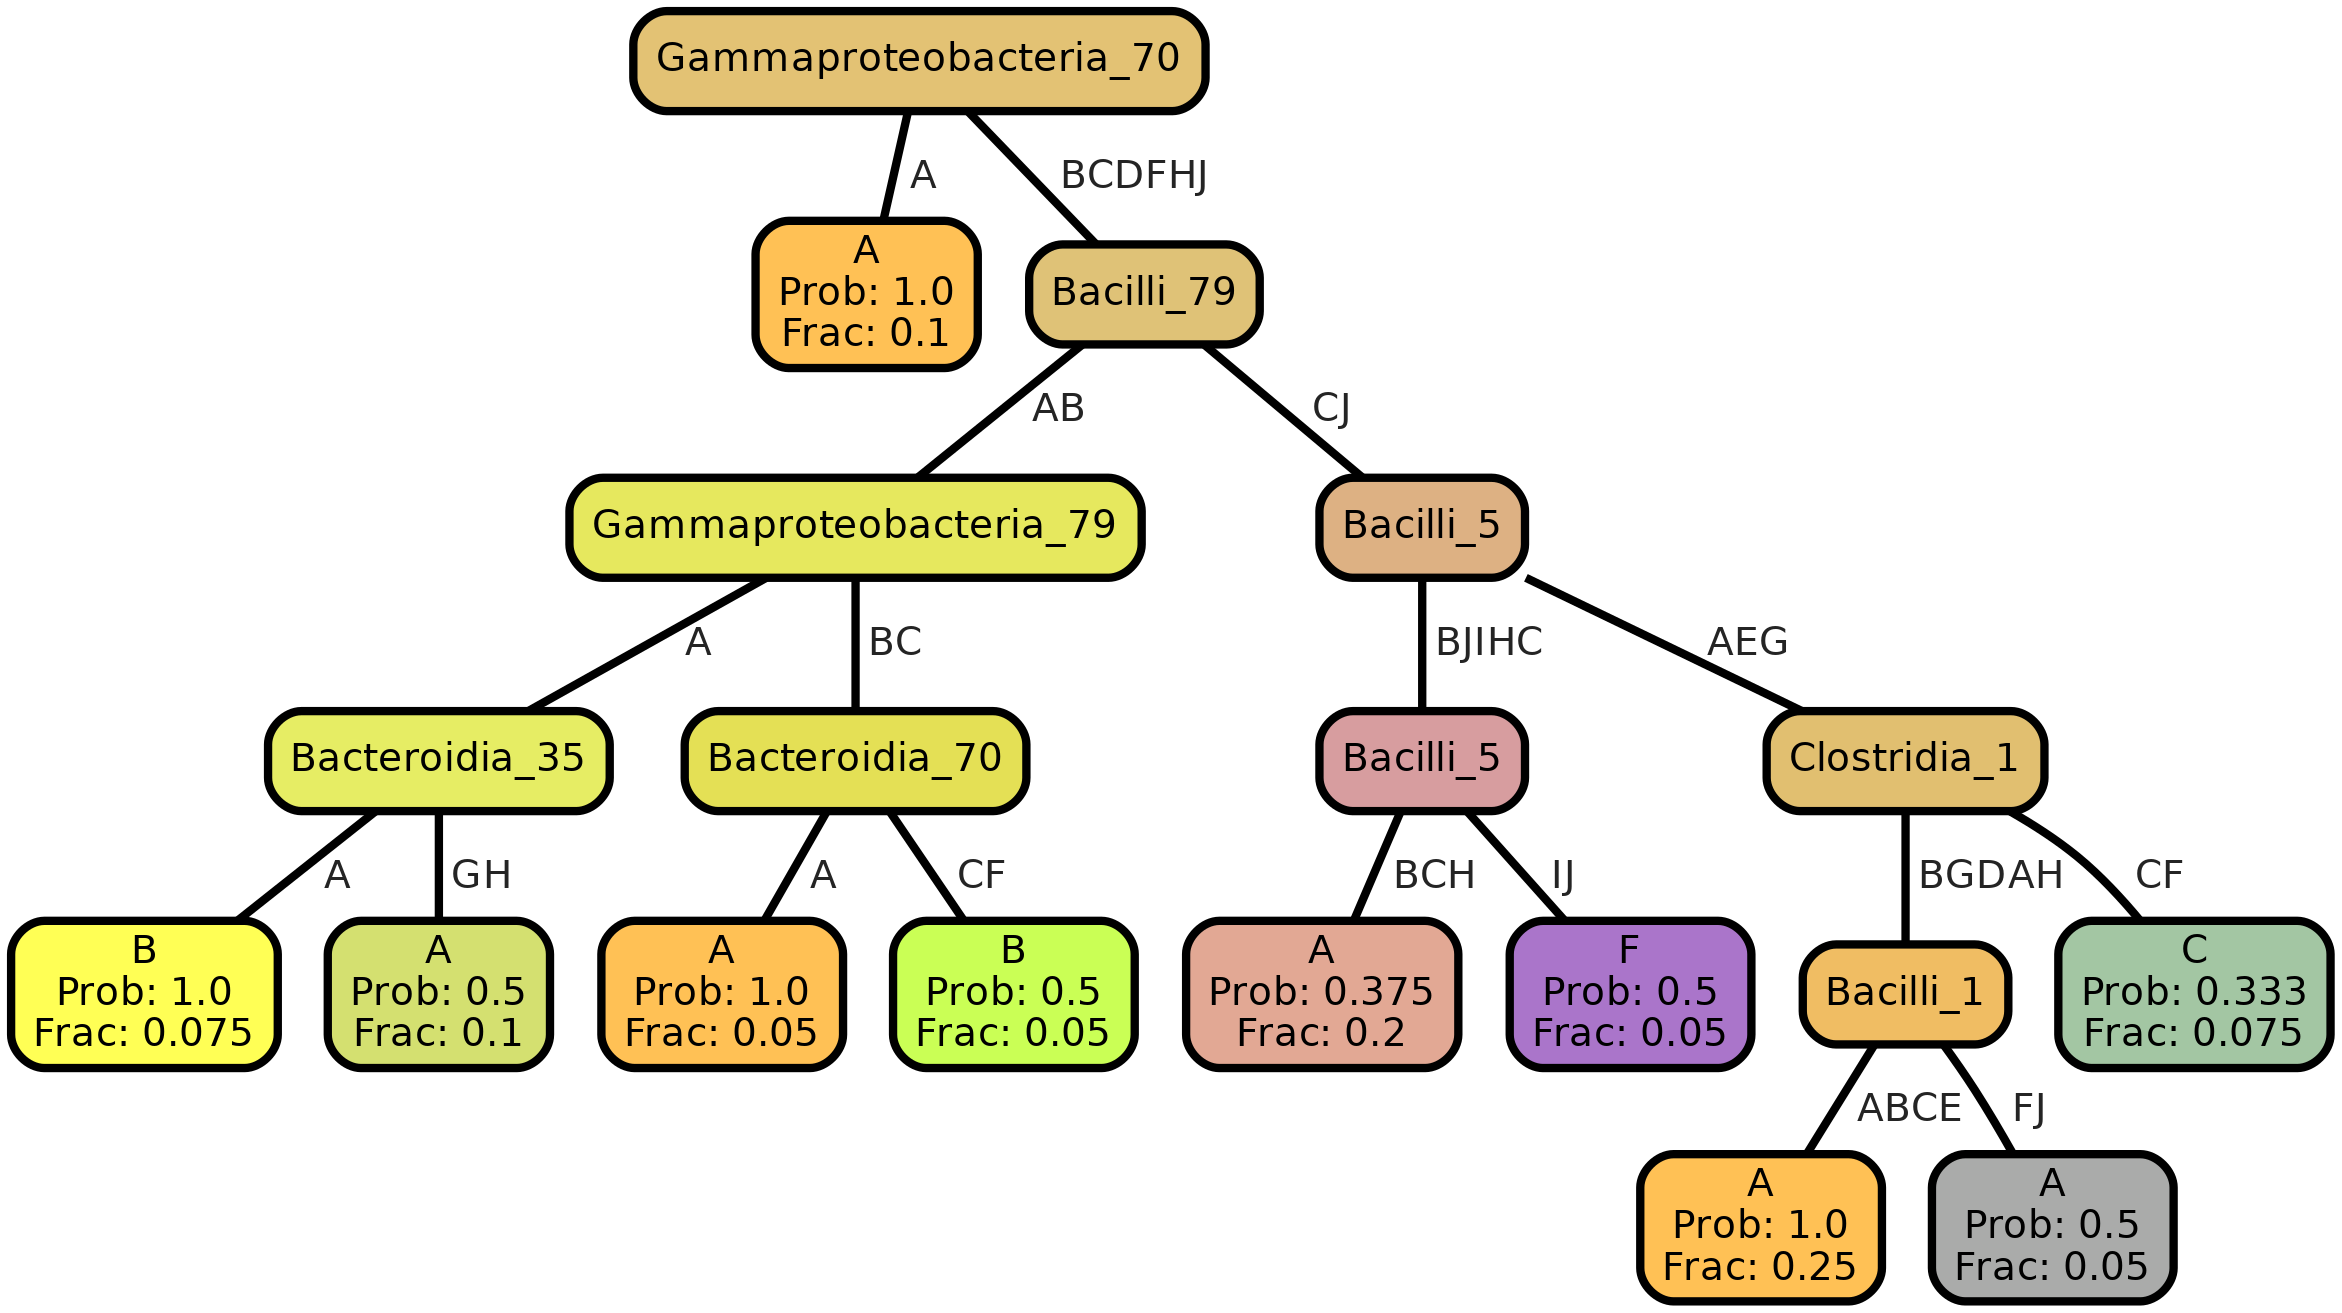 Gammaproteobacteria_70
A
BCDFHJ
A
Prob: 1.0
Frac: 0.1
Bacilli_79
AB
CJ
Gammaproteobacteria_79
Bacilli_5
A
BC
BJIHC
AEG
Bacteroidia_35
Bacteroidia_70
Bacilli_5
Clostridia_1
A
GH
A
CF
BCH
IJ
BGDAH
CF
B
Prob: 1.0
Frac: 0.075
A
Prob: 0.5
Frac: 0.1
A
Prob: 1.0
Frac: 0.05
B
Prob: 0.5
Frac: 0.05
A
Prob: 0.375
Frac: 0.2
F
Prob: 0.5
Frac: 0.05
Bacilli_1
C
Prob: 0.333
Frac: 0.075
ABCE
FJ
A
Prob: 1.0
Frac: 0.25
A
Prob: 0.5
Frac: 0.05